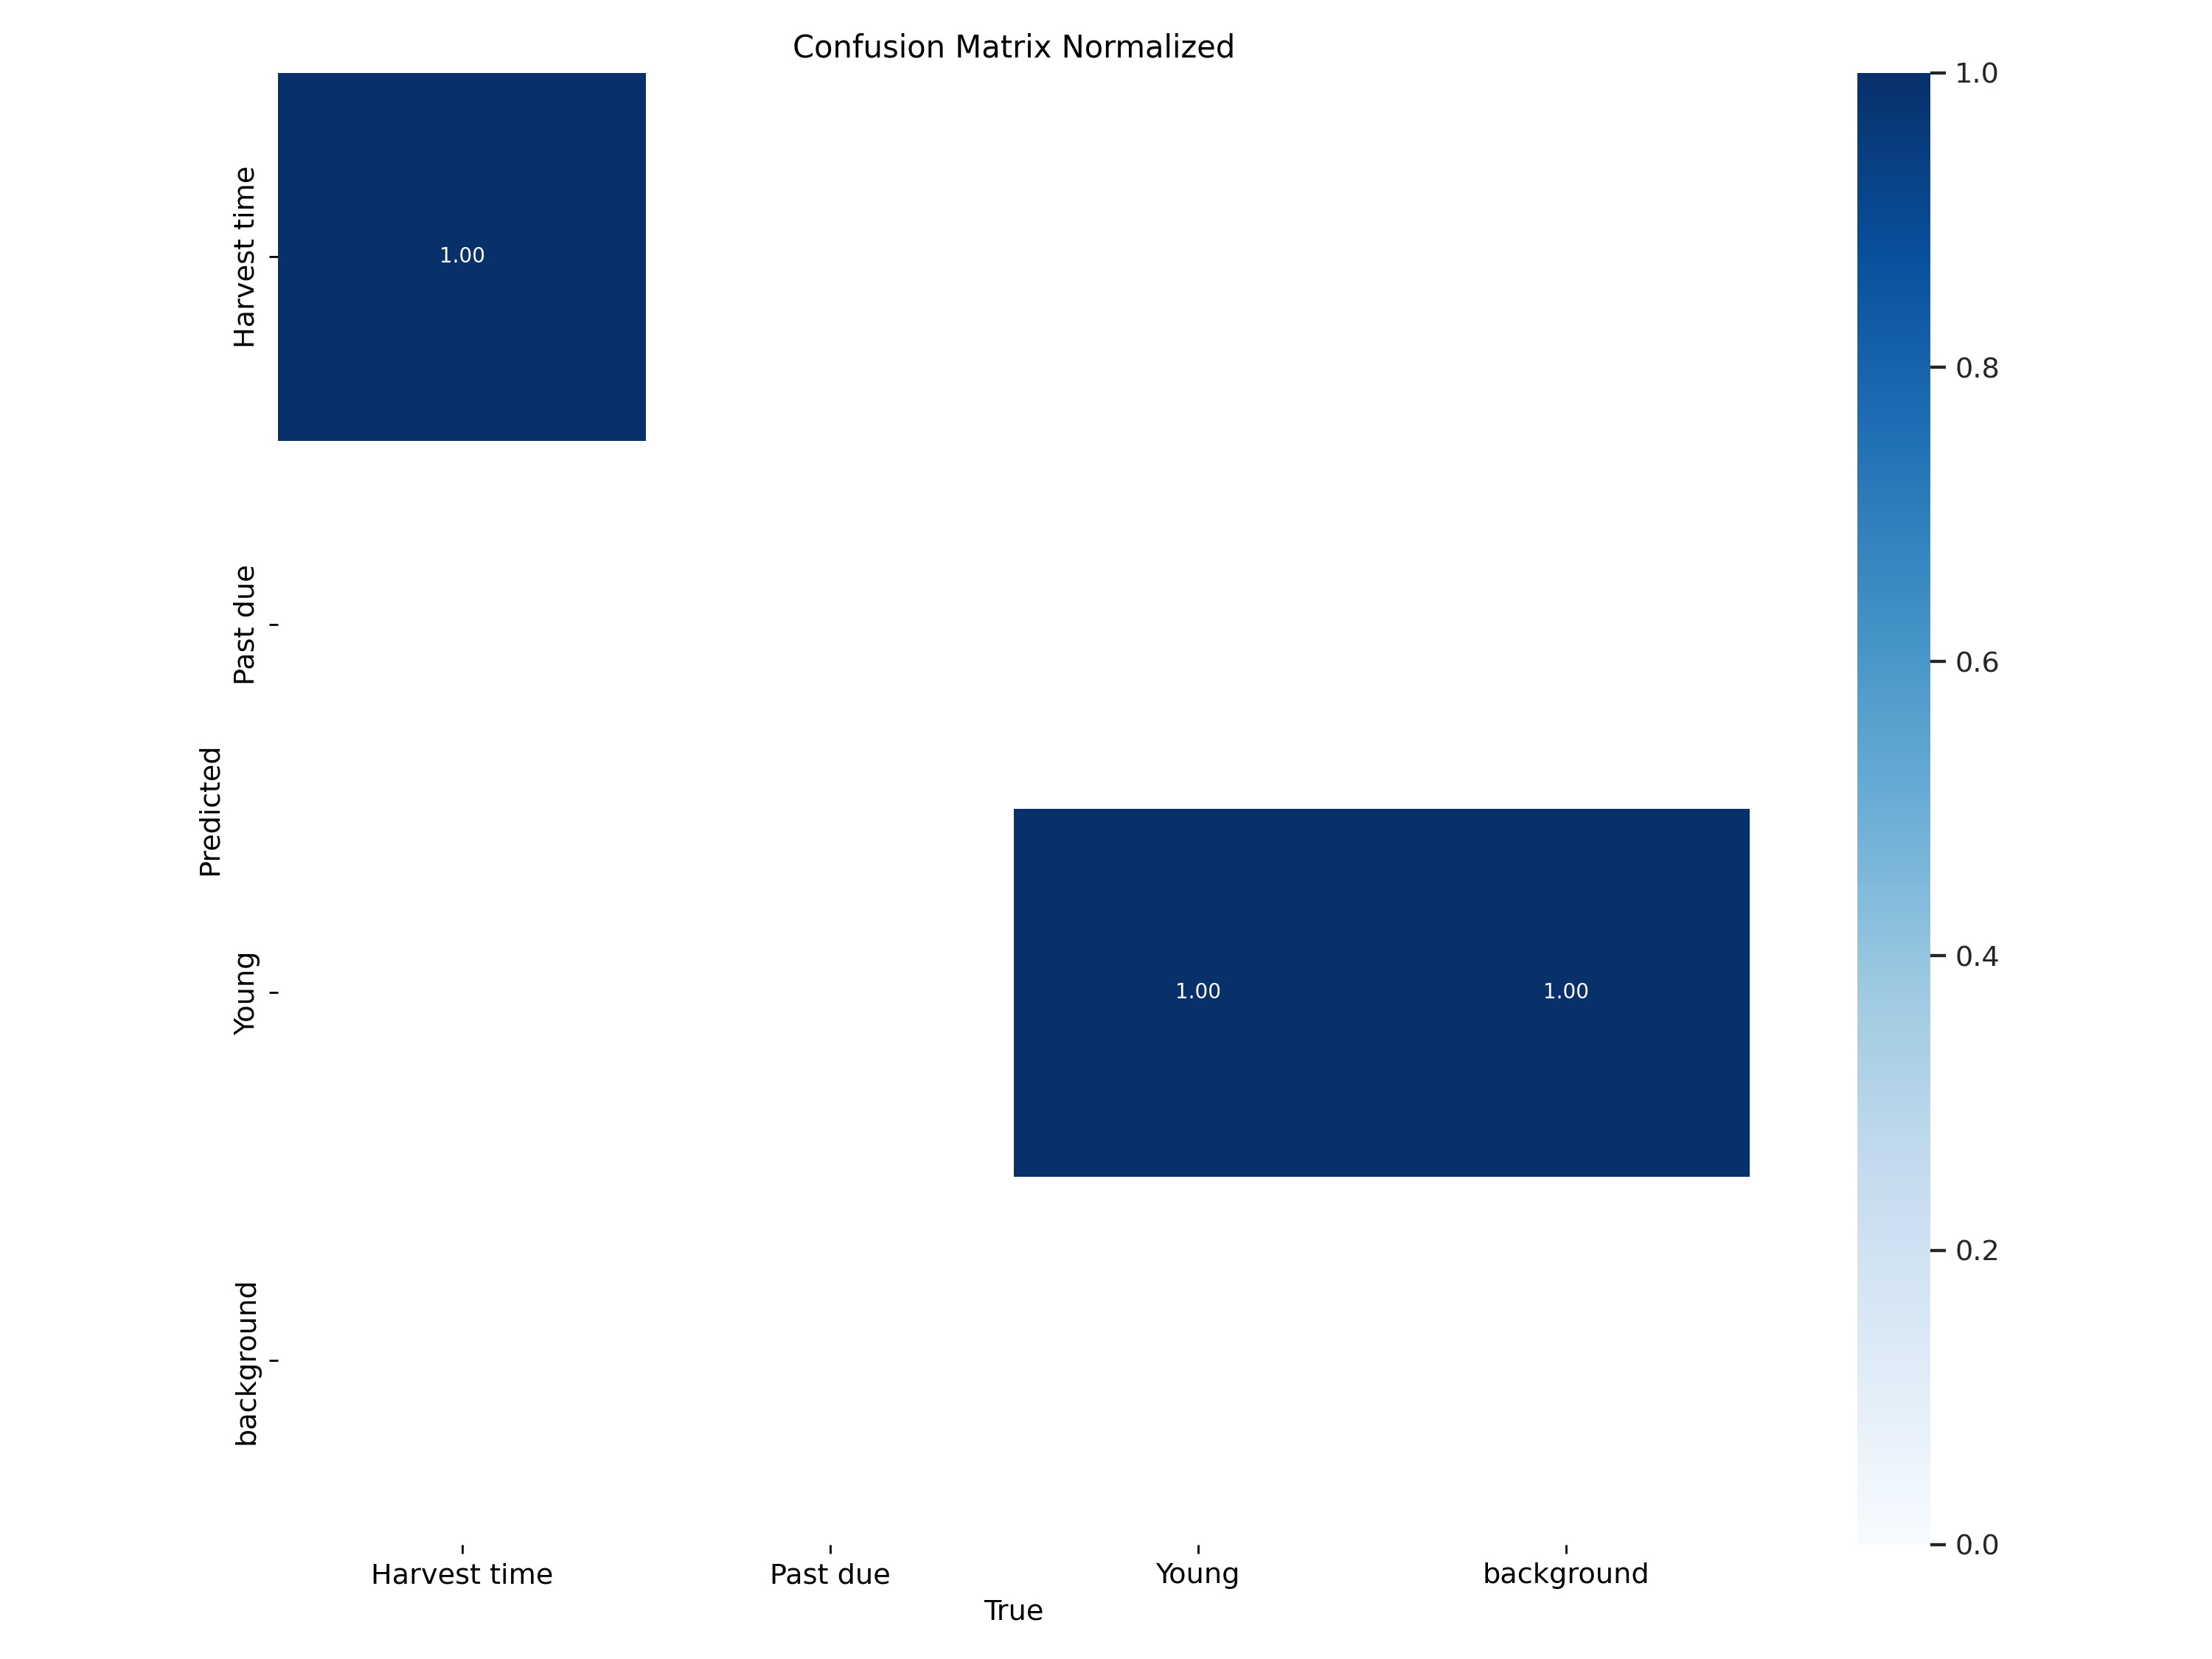 Confusion Matrix Normalized
Harvest time
Past due
Young
background
Predicted
1.00
1.00 1.00
Harvest time Past due Young background
True
1.0
0.8
0.6
0.4
0.2
0.0